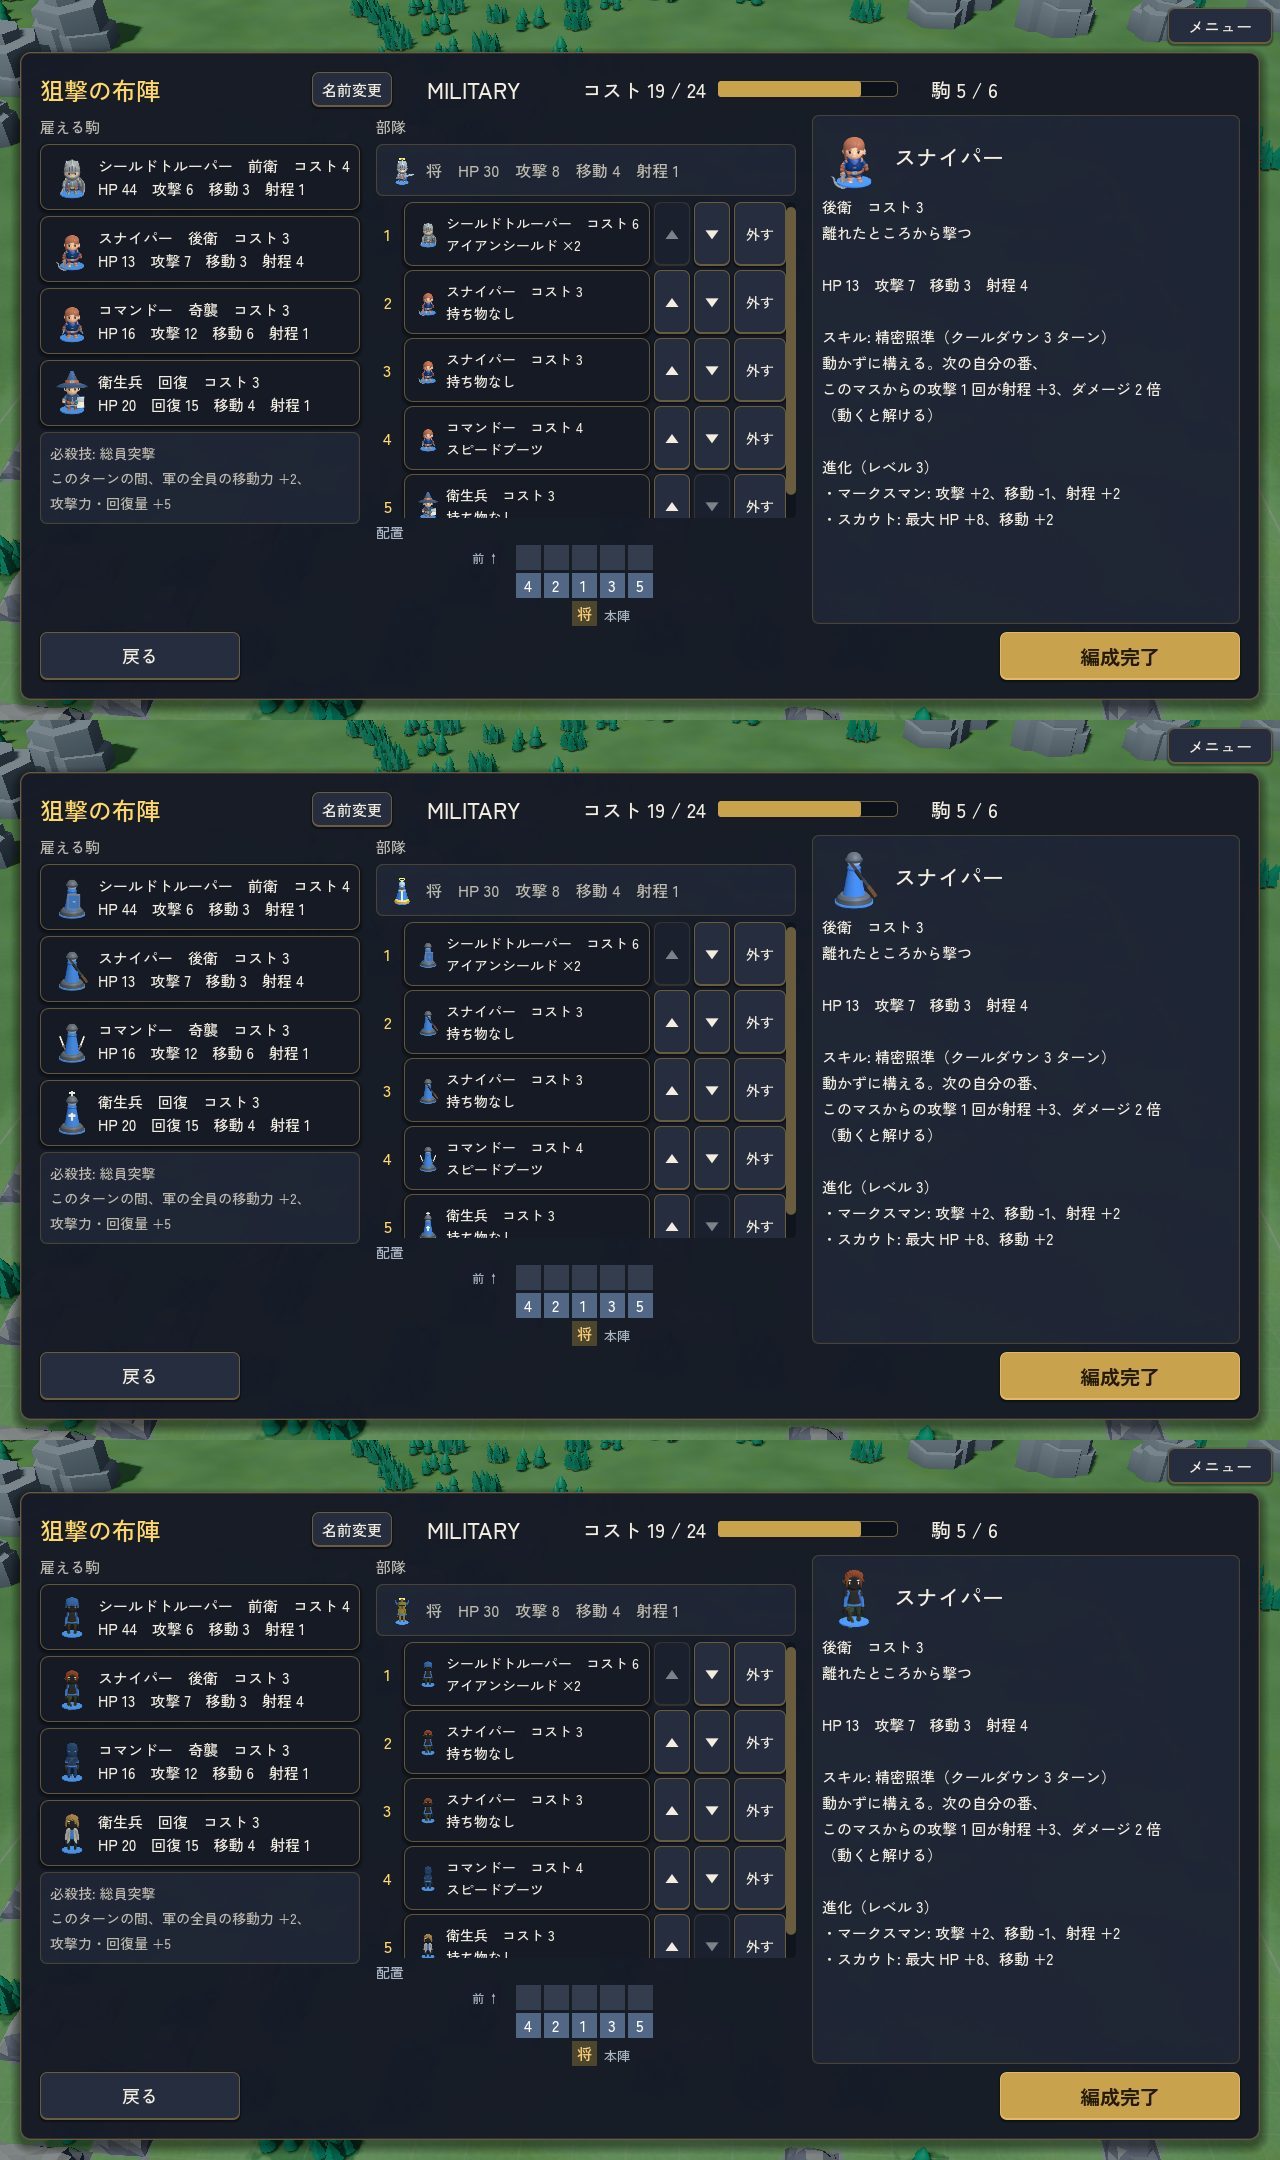 メニュー
狙撃の布陣
名前変更
MILITARY
コスト 19 / 24
駒 5 / 6
雇える駒
シールドトルーパー　前衛　コスト 4
HP 44　攻撃 6　移動 3　射程 1
スナイパー　後衛　コスト 3
HP 13　攻撃 7　移動 3　射程 4
コマンドー　奇襲　コスト 3
HP 16　攻撃 12　移動 6　射程 1
衛生兵　回復　コスト 3
HP 20　回復 15　移動 4　射程 1
必殺技: 総員突撃
このターンの間、軍の全員の移動力 +2、
攻撃力・回復量 +5
部隊
将　HP 30　攻撃 8　移動 4　射程 1
1
シールドトルーパー　コスト 6
アイアンシールド ×2
▲
▼
外す
2
スナイパー　コスト 3
持ち物なし
▲
▼
外す
3
スナイパー　コスト 3
持ち物なし
▲
▼
外す
4
コマンドー　コスト 4
スピードブーツ
▲
▼
外す
5
衛生兵　コスト 3
持ち物なし
▲
▼
外す
配置
前 ↑
4 2 1 3 5
将 本陣
スナイパー
後衛　コスト 3
離れたところから撃つ
HP 13　攻撃 7　移動 3　射程 4
スキル: 精密照準（クールダウン 3 ターン）
動かずに構える。次の自分の番、
このマスからの攻撃 1 回が射程 +3、ダメージ 2 倍
（動くと解ける）
進化（レベル 3）
・マークスマン: 攻撃 +2、移動 -1、射程 +2
・スカウト: 最大 HP +8、移動 +2
戻る
編成完了
メニュー
狙撃の布陣
名前変更
MILITARY
コスト 19 / 24
駒 5 / 6
雇える駒
シールドトルーパー　前衛　コスト 4
HP 44　攻撃 6　移動 3　射程 1
スナイパー　後衛　コスト 3
HP 13　攻撃 7　移動 3　射程 4
コマンドー　奇襲　コスト 3
HP 16　攻撃 12　移動 6　射程 1
衛生兵　回復　コスト 3
HP 20　回復 15　移動 4　射程 1
必殺技: 総員突撃
このターンの間、軍の全員の移動力 +2、
攻撃力・回復量 +5
部隊
将　HP 30　攻撃 8　移動 4　射程 1
1
シールドトルーパー　コスト 6
アイアンシールド ×2
▲
▼
外す
2
スナイパー　コスト 3
持ち物なし
▲
▼
外す
3
スナイパー　コスト 3
持ち物なし
▲
▼
外す
4
コマンドー　コスト 4
スピードブーツ
▲
▼
外す
5
衛生兵　コスト 3
持ち物なし
▲
▼
外す
配置
前 ↑
4 2 1 3 5
将 本陣
スナイパー
後衛　コスト 3
離れたところから撃つ
HP 13　攻撃 7　移動 3　射程 4
スキル: 精密照準（クールダウン 3 ターン）
動かずに構える。次の自分の番、
このマスからの攻撃 1 回が射程 +3、ダメージ 2 倍
（動くと解ける）
進化（レベル 3）
・マークスマン: 攻撃 +2、移動 -1、射程 +2
・スカウト: 最大 HP +8、移動 +2
戻る
編成完了
メニュー
狙撃の布陣
名前変更
MILITARY
コスト 19 / 24
駒 5 / 6
雇える駒
シールドトルーパー　前衛　コスト 4
HP 44　攻撃 6　移動 3　射程 1
スナイパー　後衛　コスト 3
HP 13　攻撃 7　移動 3　射程 4
コマンドー　奇襲　コスト 3
HP 16　攻撃 12　移動 6　射程 1
衛生兵　回復　コスト 3
HP 20　回復 15　移動 4　射程 1
必殺技: 総員突撃
このターンの間、軍の全員の移動力 +2、
攻撃力・回復量 +5
部隊
将　HP 30　攻撃 8　移動 4　射程 1
1
シールドトルーパー　コスト 6
アイアンシールド ×2
▲
▼
外す
2
スナイパー　コスト 3
持ち物なし
▲
▼
外す
3
スナイパー　コスト 3
持ち物なし
▲
▼
外す
4
コマンドー　コスト 4
スピードブーツ
▲
▼
外す
5
衛生兵　コスト 3
持ち物なし
▲
▼
外す
配置
前 ↑
4 2 1 3 5
将 本陣
スナイパー
後衛　コスト 3
離れたところから撃つ
HP 13　攻撃 7　移動 3　射程 4
スキル: 精密照準（クールダウン 3 ターン）
動かずに構える。次の自分の番、
このマスからの攻撃 1 回が射程 +3、ダメージ 2 倍
（動くと解ける）
進化（レベル 3）
・マークスマン: 攻撃 +2、移動 -1、射程 +2
・スカウト: 最大 HP +8、移動 +2
戻る
編成完了